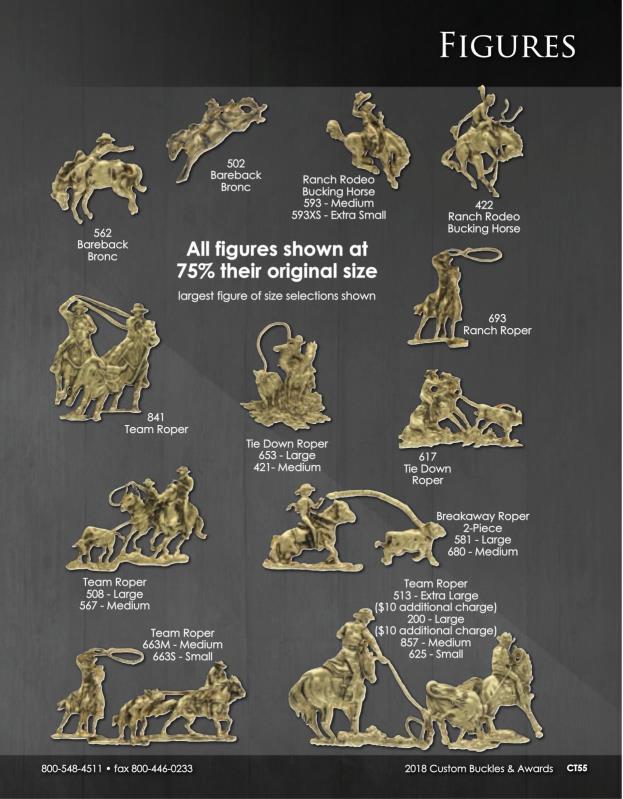 FIGURES
502
Bareback
Bronc
Ranch Rodeo
Bucking Horse
593 - Medium
593XS - Extra Small
422
Ranch Rodeo
Bucking Horse
562
Bareback
Bronc
All figures shown at
75% their original size
largest figure of size selections shown
693
Ranch Roper
841
Team Roper
Tie Down Roper
653 - Large
421- Medium
617
Tie Down
Roper
Breakaway Roper
2-Piece
581 - Large
680 - Medium
Team Roper
508 - Large
567 - Medium
Team Roper
513 - Extra Large
($10 additional charge)
200 - Large
($10 additional charge)
857 - Medium
625 - Small
Team Roper
663M - Medium
663S - Small
800-548-4511 • fax 800-446-0233
2018 Custom Buckles & Awards CT55